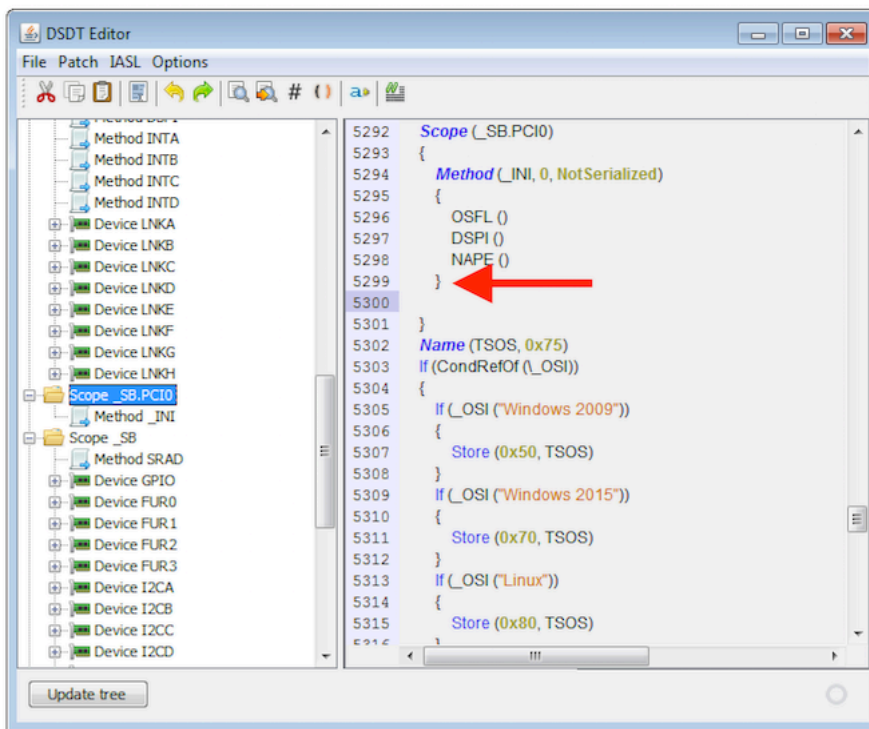 DSDT Editor
File Patch IASL Options
Method DSPI
Method INTA
Method INTB
Method INTC
Method INTD
Device LNKA
Device LNKB
Device LNKC
Device LNKD
Device LNKE
Device LNKF
Device LNKG
Device LNKH
Scope _SB.PCI0
Method _INI
Scope _SB
Method SRAD
Device GPIO
Device FUR0
Device FUR1
Device FUR2
Device FUR3
Device I2CA
Device I2CB
Device I2CC
Device I2CD
5292 Scope (_SB.PCI0)
5293 {
5294 Method (_INI, 0, NotSerialized)
5295 {
5296 OSFL ()
5297 DSPI ()
5298 NAPE ()
5299 }
5300
5301 }
5302 Name (TSOS, 0x75)
5303 If (CondRefOf (\_OSI))
5304 {
5305 If (_OSI ("Windows 2009"))
5306 {
5307 Store (0x50, TSOS)
5308 }
5309 If (_OSI ("Windows 2015"))
5310 {
5311 Store (0x70, TSOS)
5312 }
5313 If (_OSI ("Linux"))
5314 {
5315 Store (0x80, TSOS)
5316 }
Update tree